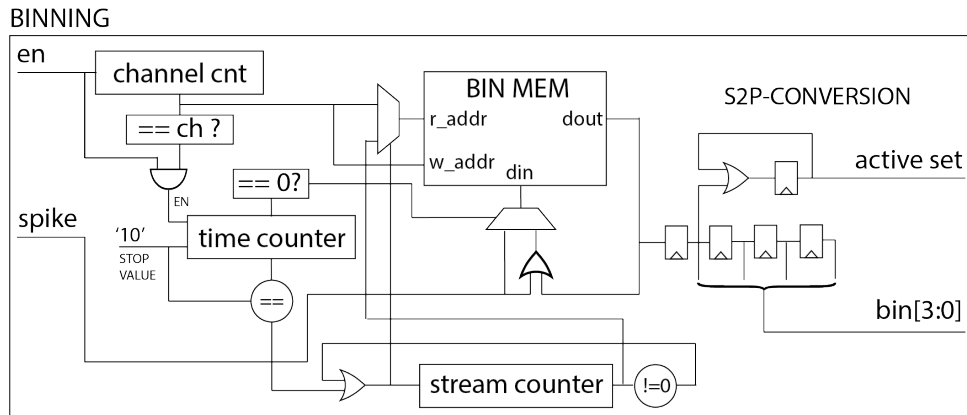 BINNING
en
channel cnt
== ch ?
EN
spike
'10'
STOP
VALUE
== 0?
time counter
==
BIN MEM
r_addr
dout
w_addr
din
stream counter
!=0
S2P-CONVERSION
active set
bin[3:0]